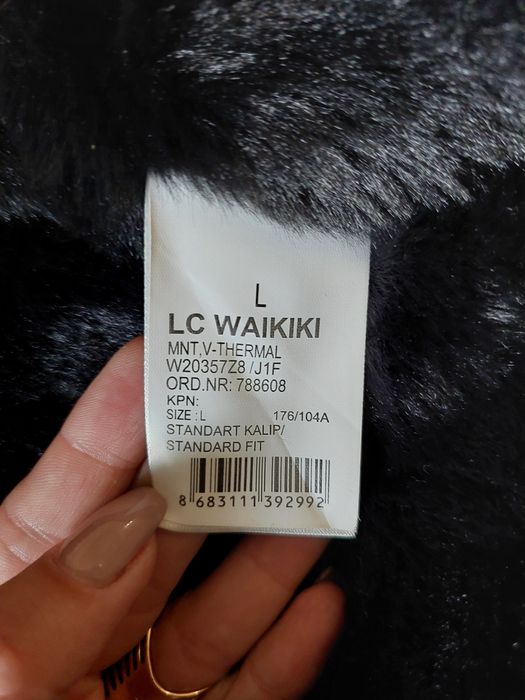 L
LC WAIKIKI
MNT,V-THERMAL
W20357Z8 /J1F
ORD.NR: 788608
KPN:
SIZE : L 176/104A
STANDART KALIP/
STANDARD FIT
8 683111 392992